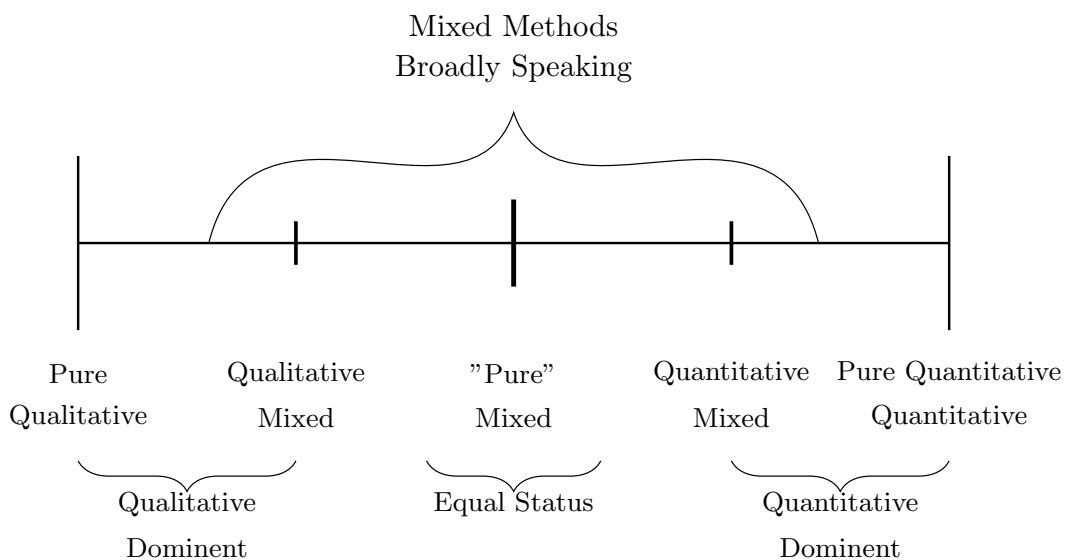 Mixed Methods
Broadly Speaking
Pure
Qualitative
Qualitative
Mixed
”Pure”
Mixed
Quantitative
Mixed
Pure Quantitative
Quantitative
Qualitative
Dominent
Equal Status
Quantitative
Dominent